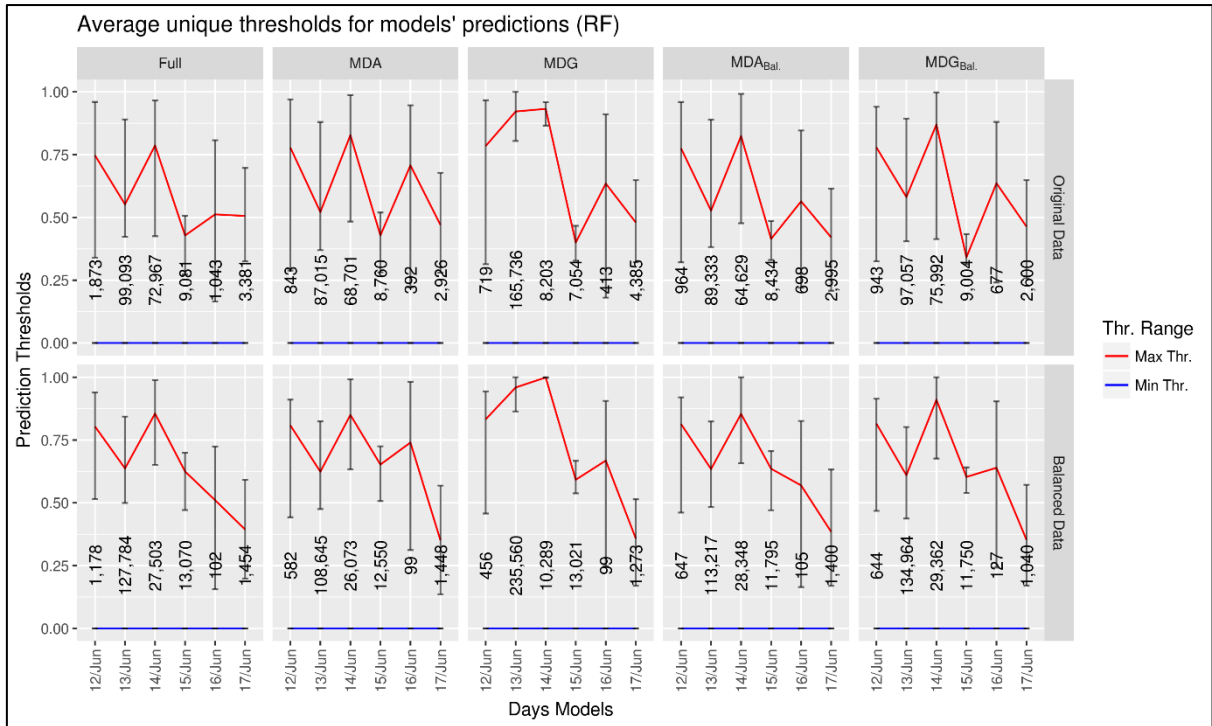 Average unique thresholds for models' predictions (RF)
Full MDA MDG MDA Bal. MDG Bal.
Prediction Thresholds
1.00
0.75
0.50
0.25
0.00
1,873 99,093 72,967 9,081 1,043 3,381
843 87,015 68,701 8,760 392 2,926
719 165,736 8,203 7,054 413 4,385
964 89,333 64,629 8,434 698 2,995
943 97,057 75,992 9,004 677 2,600
Original Data
1.00
0.75
0.50
0.25
0.00
1,178 127,784 27,503 13,070 102 1,454
582 108,645 26,073 12,550 99 1,448
456 235,560 10,289 13,021 99 1,273
647 113,217 28,348 11,795 105 1,400
644 134,964 29,362 11,750 127 1,040
Balanced Data
12/Jun 13/Jun 14/Jun 15/Jun 16/Jun 17/Jun
12/Jun 13/Jun 14/Jun 15/Jun 16/Jun 17/Jun
12/Jun 13/Jun 14/Jun 15/Jun 16/Jun 17/Jun
12/Jun 13/Jun 14/Jun 15/Jun 16/Jun 17/Jun
12/Jun 13/Jun 14/Jun 15/Jun 16/Jun 17/Jun
Days Models
Thr. Range
Max Thr.
Min Thr.